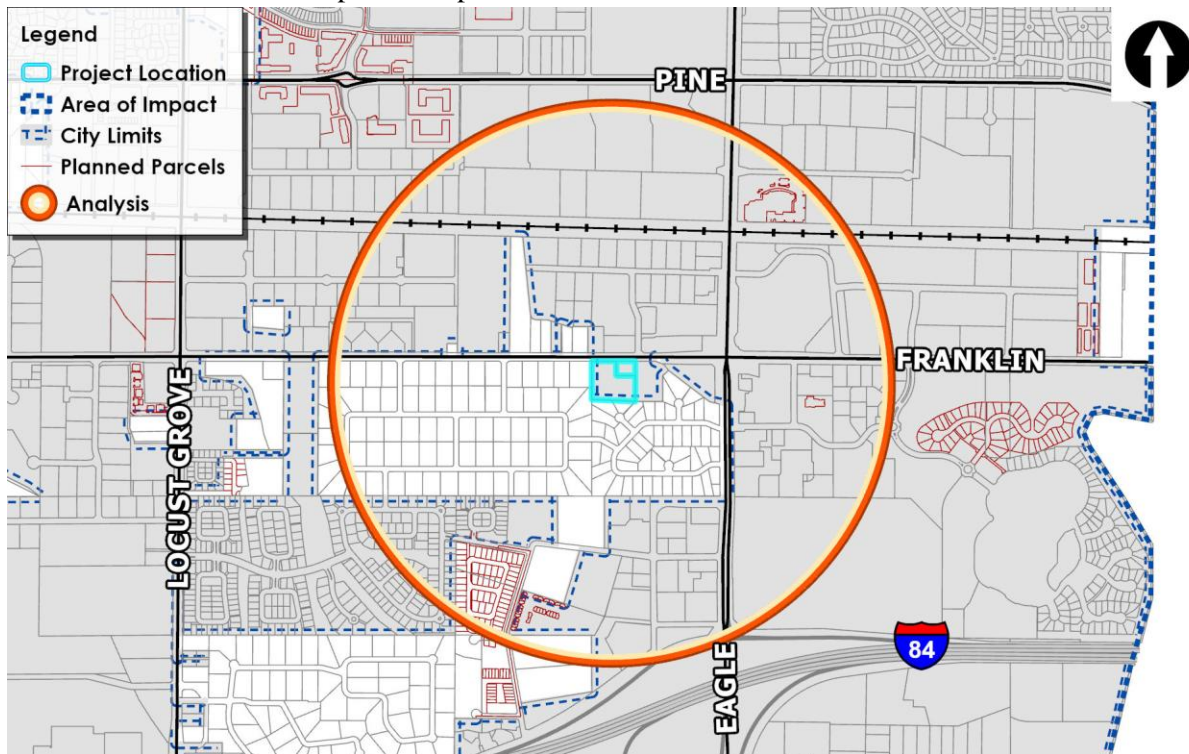 Legend
Project Location
Area of Impact
City Limits
Planned Parcels
Analysis
PINE
FRANKLIN
LOCUST GROVE
EAGLE
84